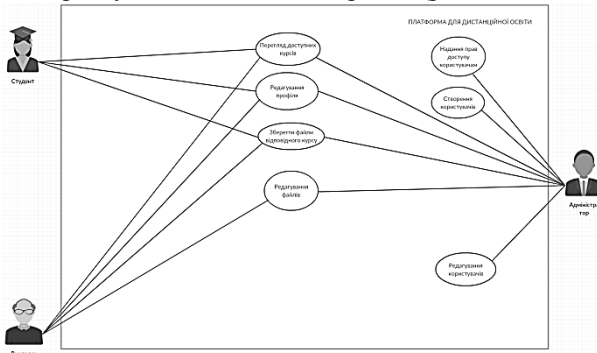 ПЛАТФОРМА ДЛЯ ДИСТАНЦІЙНОЇ ОСВІТИ
Студент
Перегляд доступних
курсів
Редагування
профіля
Зберегти файли
відповідного курсу
Редагування
файлів
Надання прав
доступу
користувачам
Створення
користувачів
Адміністра
тор
Редагування
користувачів